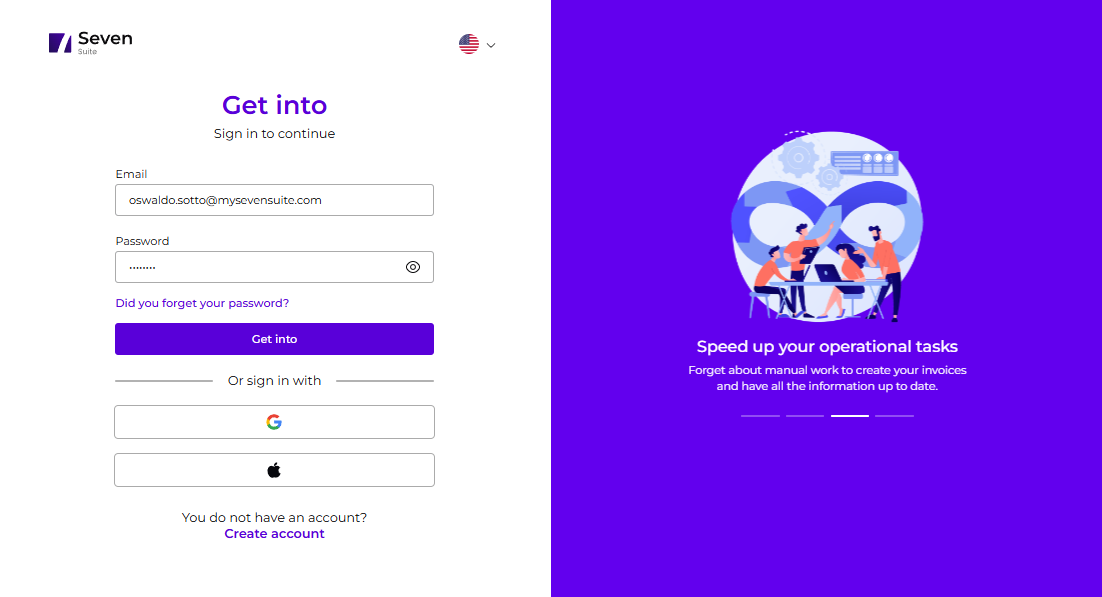 Seven
Suite
Get into
Sign in to continue
Email
oswaldo.sotto@mysevensuite.com
Password
Did you forget your password?
Get into
Or sign in with
You do not have an account?
Create account
Speed up your operational tasks
Forget about manual work to create your invoices
and have all the information up to date.